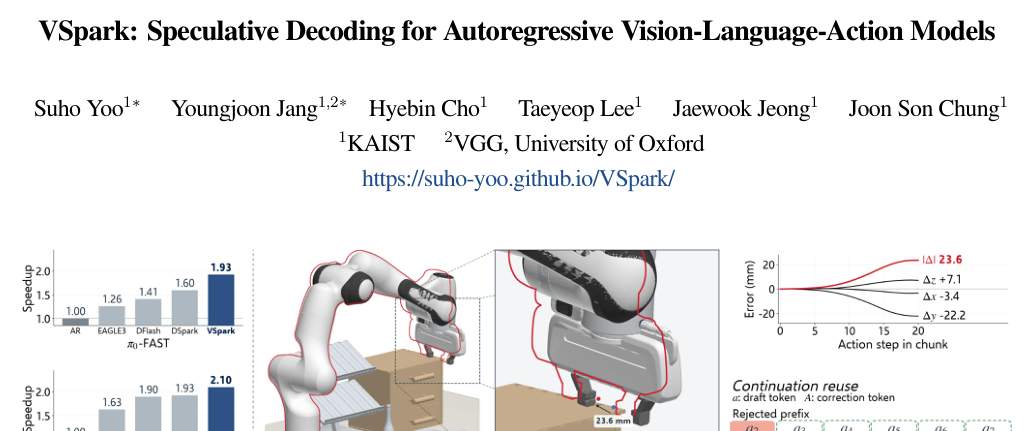 VSpark: Speculative Decoding for Autoregressive Vision-Language-Action Models
Suho Yoo1* Youngjoon Jang1,2* Hyebin Cho1 Taeyeop Lee1 Jaewook Jeong1 Joon Son Chung1
1KAIST 2VGG, University of Oxford
https://suho-yoo.github.io/VSpark/
Speedup
2.0
1.5
1.0
1.00
1.26
1.41
1.60
1.93
AR EAGLE3 DFlash DSpark VSpark
π0-FAST
Speedup
2.0
1.5
1.63
1.90
1.93
2.10
23.6 mm
Error (mm)
20
0
-20
|Δ| 23.6
Δz +7.1
Δx -3.4
Δy -22.2
0 5 10 15 20
Action step in chunk
Continuation reuse
a: draft token A: correction token
Rejected prefix